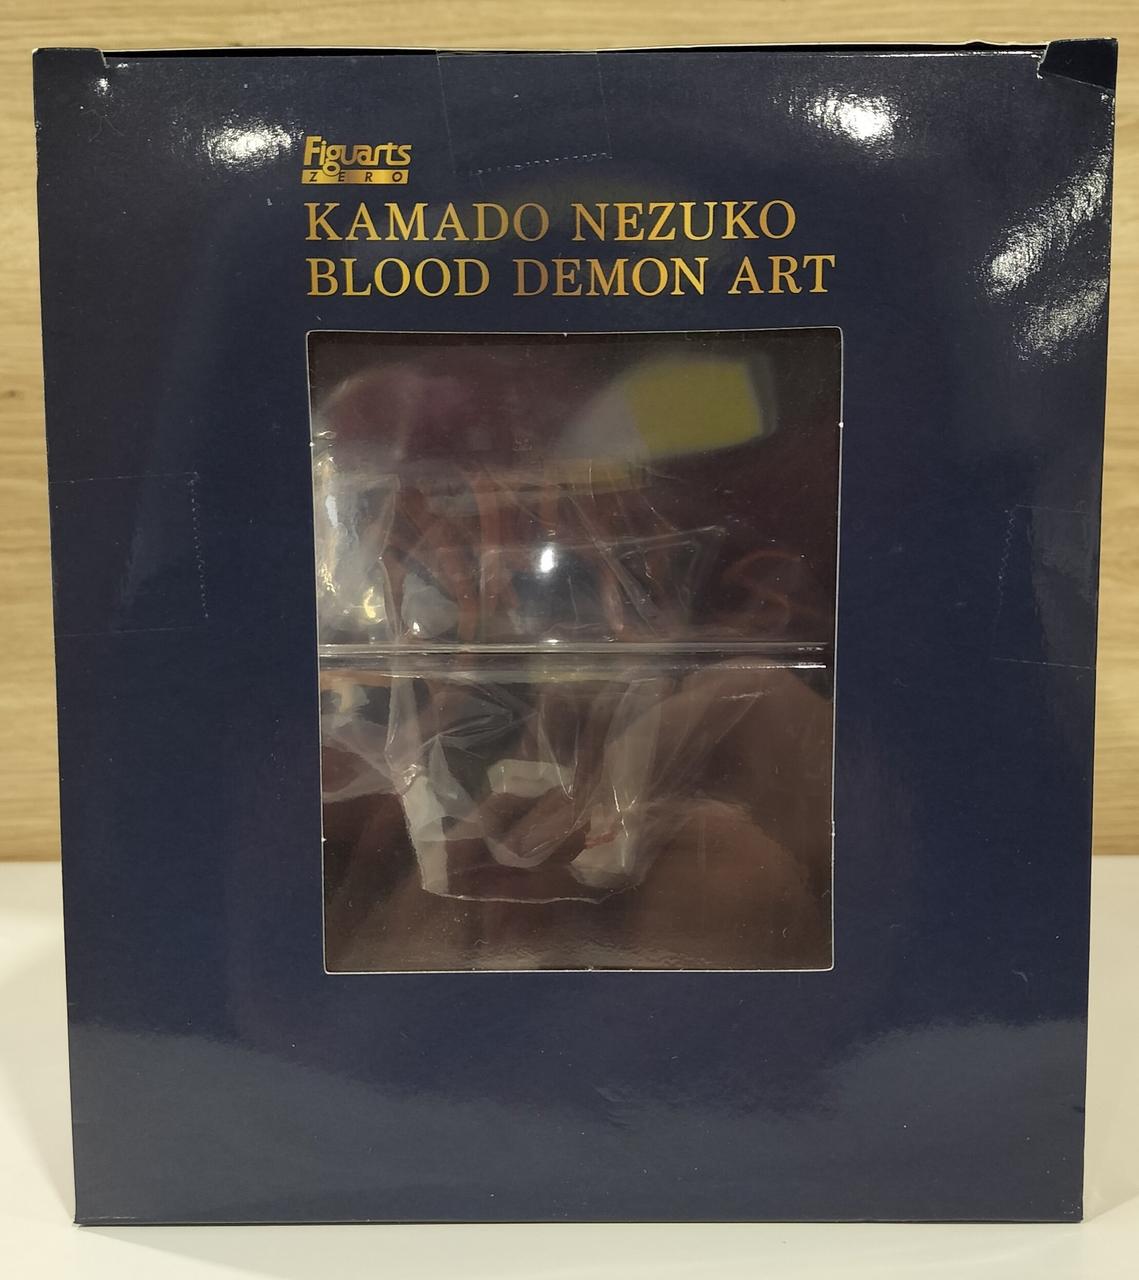 Figuarts
ZERO
KAMADO NEZUKO
BLOOD DEMON ART